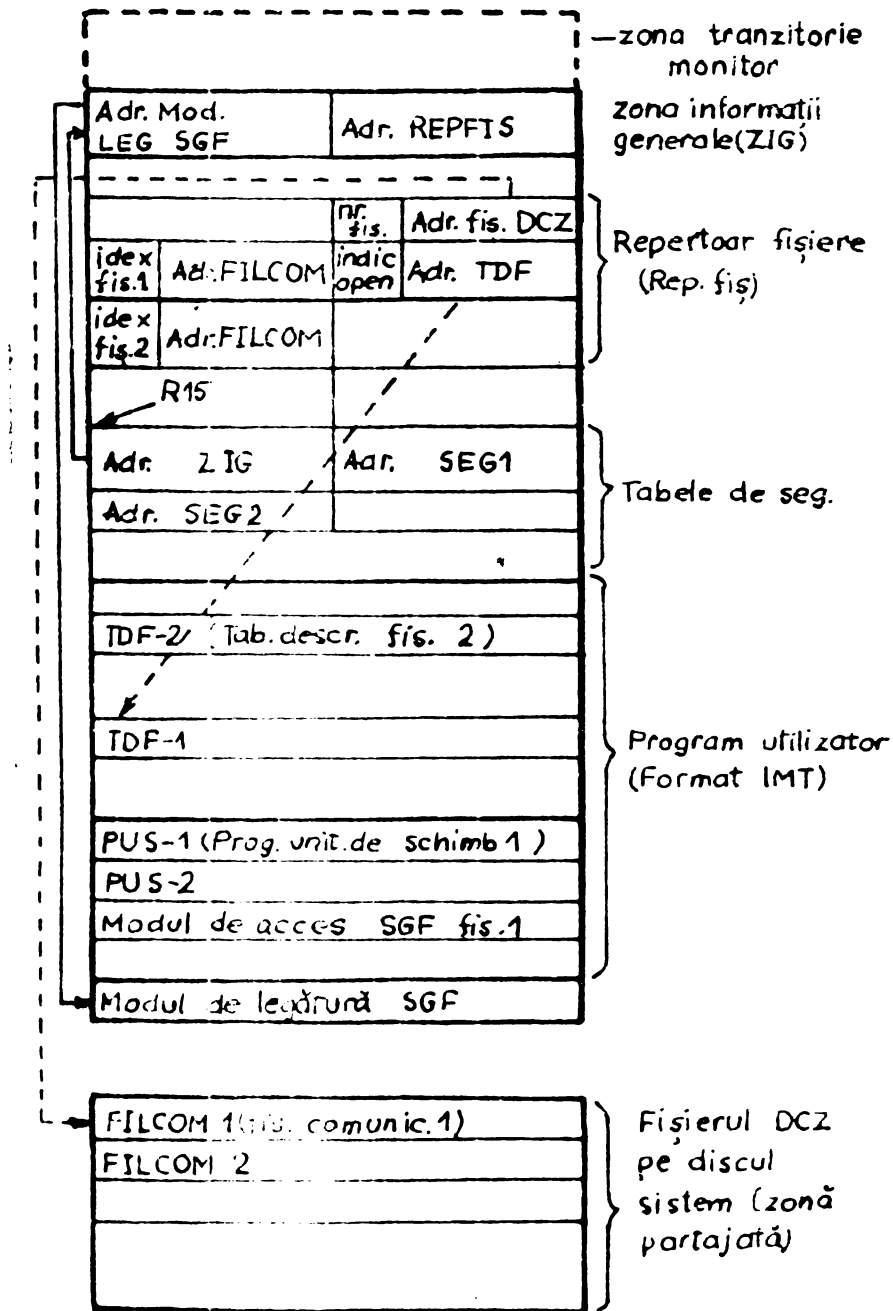 —zona tranzitorie
monitor
Adr. Mod.
LEG SGF
Adr. REPFIS
zona informații
generale(ZIG)
nr.
fis.
Adr. fis. DCZ
idex
fis.1
Adr.FILCOM
indic
open
Adr. TDF
Repertoar fișiere
(Rep. fiș)
idex
fis.2
Adr.FILCOM
R15
Adr. ZIG
Adr. SEG1
Adr. SEG2
Tabele de seg.
TDF-2 (Tab. descr. fis. 2)
TDF-1
Program utilizator
(Format IMT)
PUS-1 (Prog. unit. de schimb 1)
PUS-2
Modul de acces SGF fis.1
Modul de legătură SGF
FILCOM 1( comunic.1)
FILCOM 2
Fișierul DCZ
pe discul
sistem (zonă
partajată)